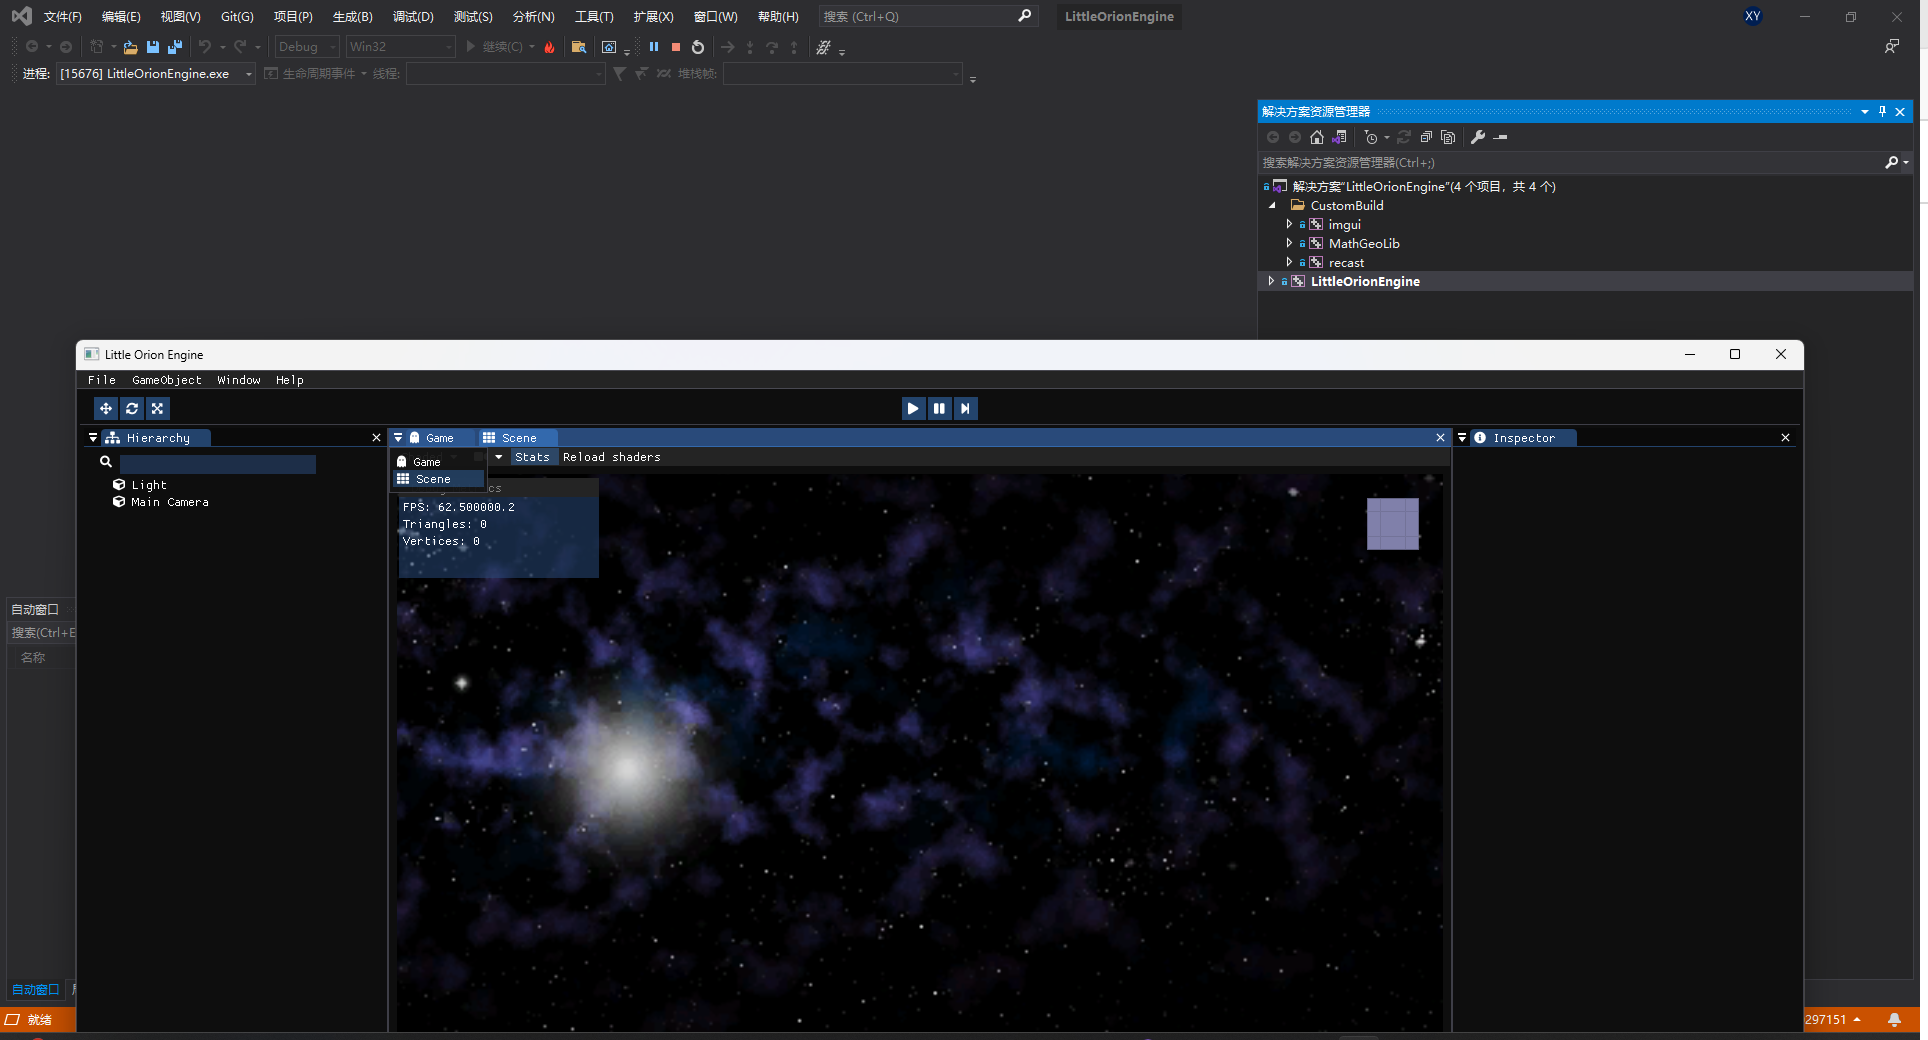 文件(F) 编辑(E) 视图(V) Git(G) 项目(P) 生成(B) 调试(D) 测试(S) 分析(N) 工具(T) 扩展(X) 窗口(W) 帮助(H) 搜索 (Ctrl+Q) LittleOrionEngine XY
Debug Win32 继续(C)
进程: [15676] LittleOrionEngine.exe 生命周期事件 线程: 堆栈帧:
解决方案资源管理器
搜索解决方案资源管理器(Ctrl+;)
解决方案"LittleOrionEngine"(4 个项目，共 4 个)
CustomBuild
imgui
MathGeoLib
recast
LittleOrionEngine
Little Orion Engine
File GameObject Window Help
Hierarchy
Game Scene
Inspector
Game
Scene
Stats Reload shaders
Light
Main Camera
cs
FPS: 62.500000.2
Triangles: 0
Vertices: 0
自动窗口
搜索(Ctrl+E
名称
自动窗口
就绪
297151